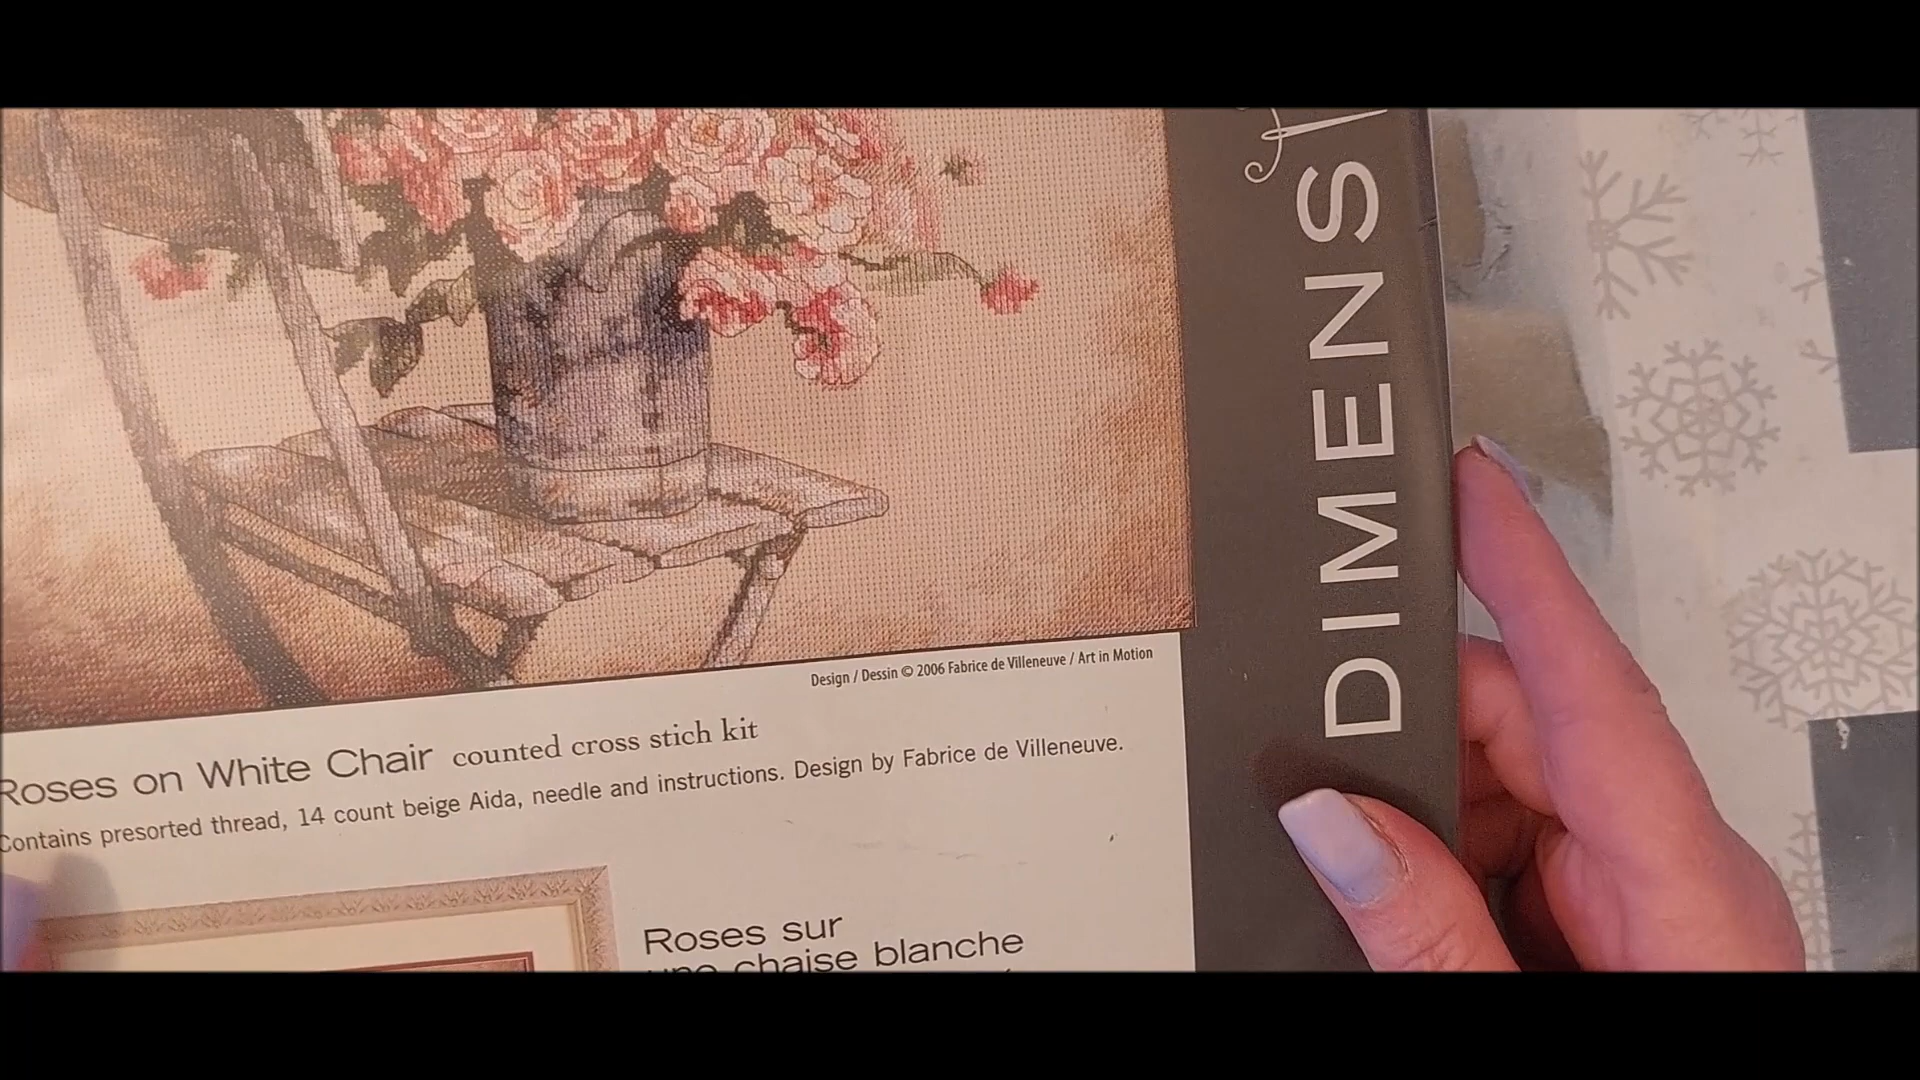 DIMENS
Design / Dessin © 2006 Fabrice de Villeneuve / Art in Motion
Roses on White Chair counted cross stich kit
Contains presorted thread, 14 count beige Aida, needle and instructions. Design by Fabrice de Villeneuve.
Roses sur
une chaise blanche